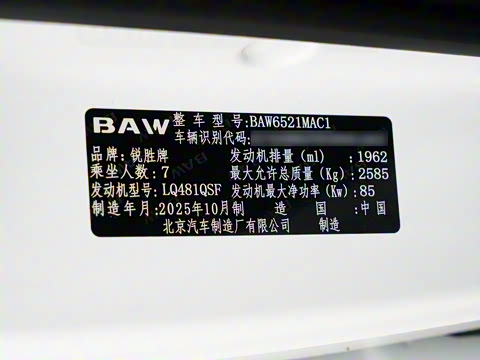 BAW 整车型号:BAW6521MAC1
车辆识别代码:
品牌:锐胜牌 发动机排量(ml):1962
乘坐人数:7 最大允许总质量(Kg):2585
发动机型号:LQ481QSF 发动机最大净功率(Kw):85
制造年月:2025年10月 制造国:中国
北京汽车制造厂有限公司 制造